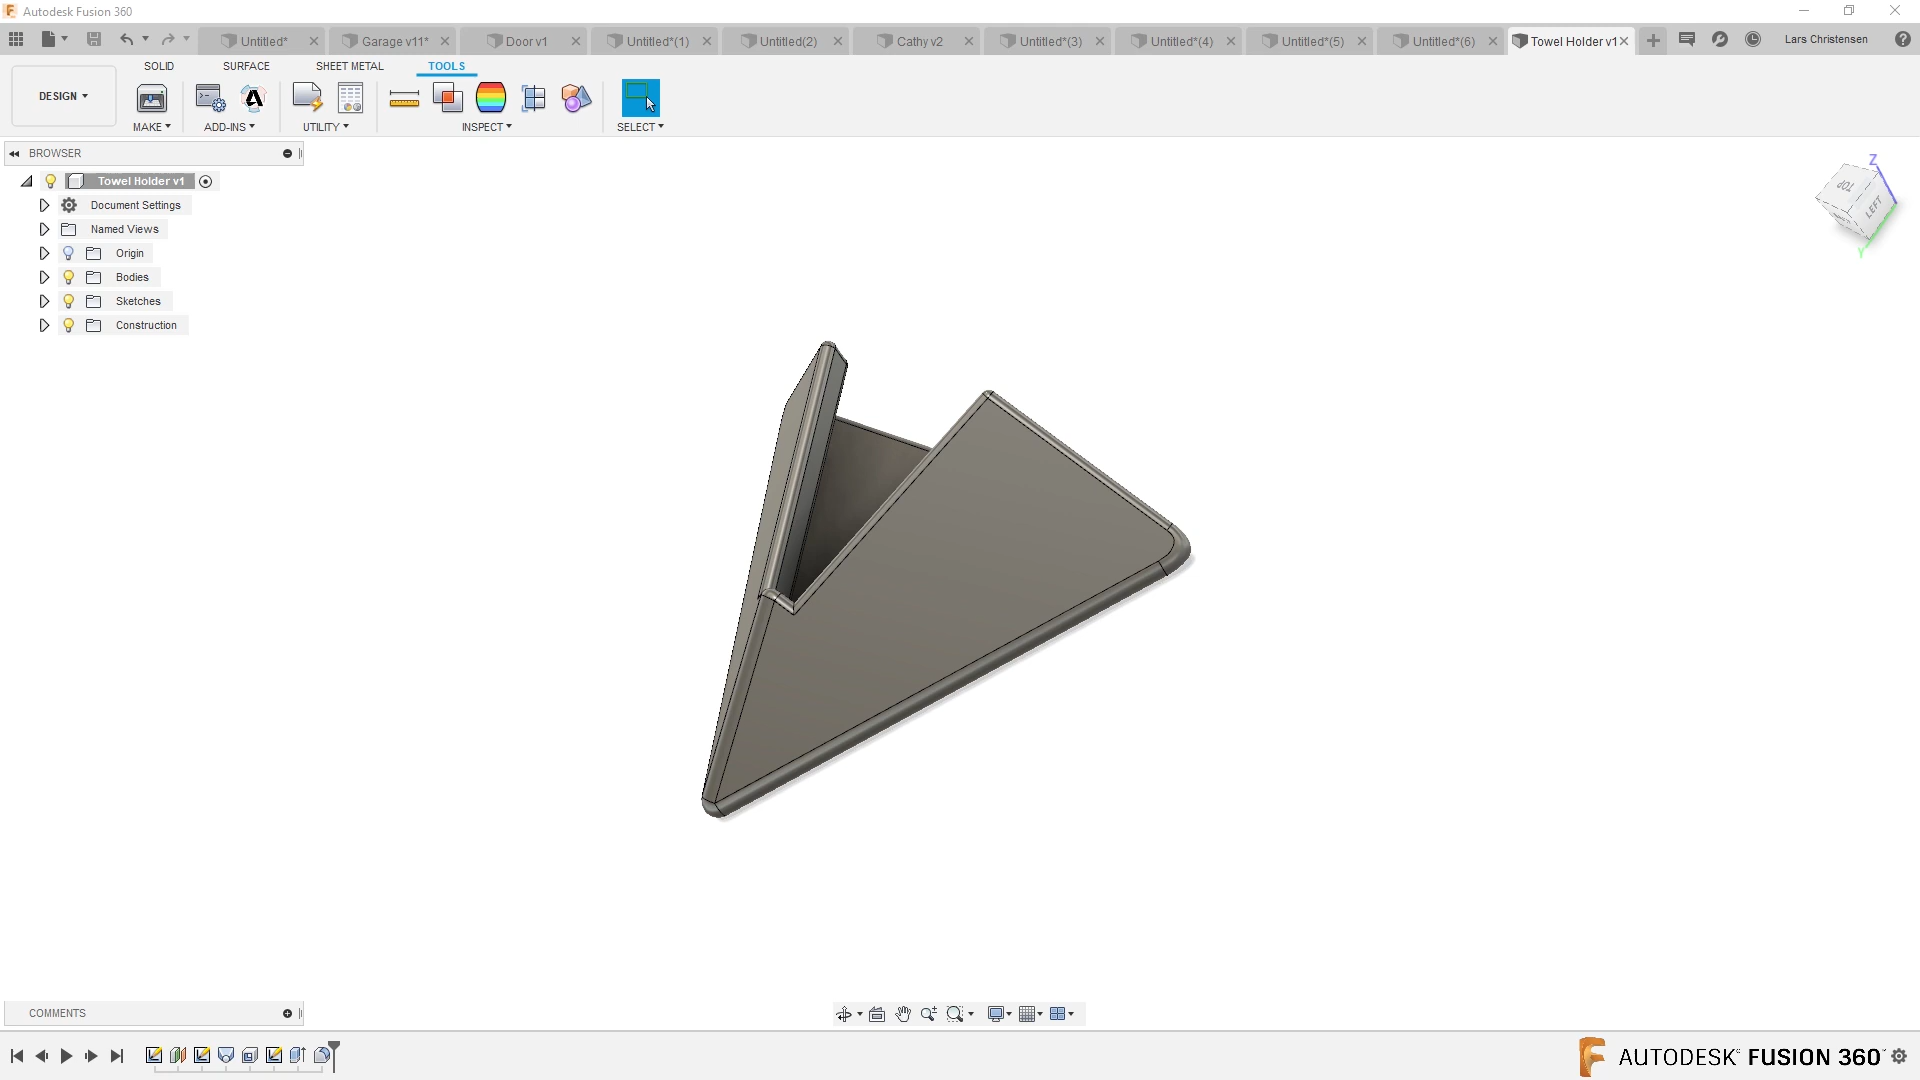 Autodesk Fusion 360
Untitled*
Garage v11*
Door v1
Untitled*(1)
Untitled(2)
Cathy v2
Untitled*(3)
Untitled*(4)
Untitled*(5)
Untitled*(6)
Towel Holder v1
Lars Christensen
SOLID
SURFACE
SHEET METAL
TOOLS
DESIGN
MAKE
ADD-INS
UTILITY
INSPECT
SELECT
BROWSER
Towel Holder v1
Document Settings
Named Views
Origin
Bodies
Sketches
Construction
Z
TOP
LEFT
Y
COMMENTS
AUTODESK® FUSION 360™